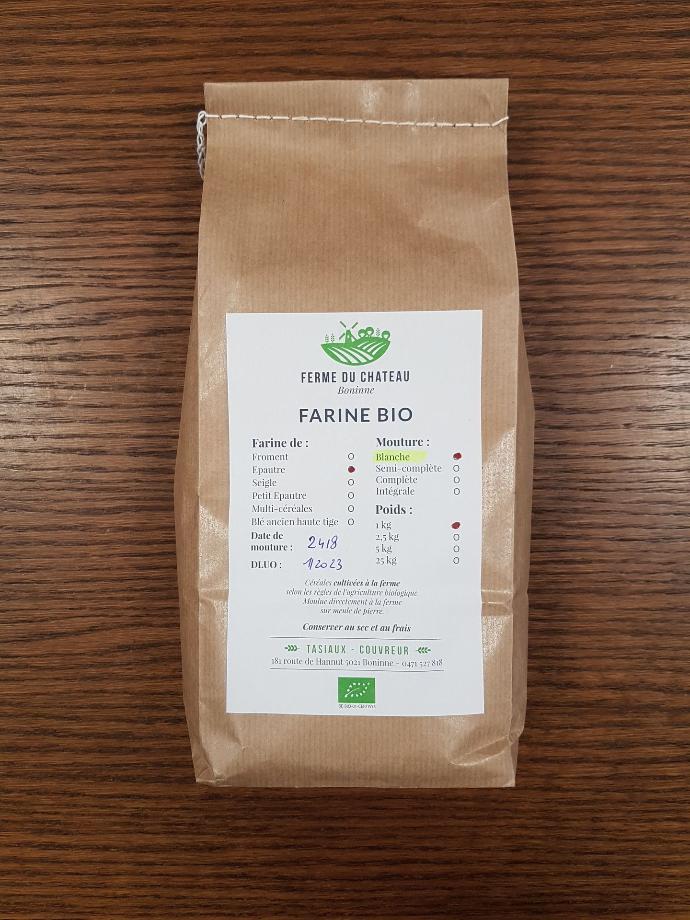 FERME DU CHATEAU
Boninne
FARINE BIO
Farine de :
Froment
Epautre
Seigle
Petit Epautre
Multi-céréales
Blé ancien haute tige
Date de
mouture : 2418
DLUO : 1/2023
Mouture :
Blanche
Semi-complète
Complète
Intégrale
Poids :
1 kg
2,5 kg
5 kg
25 kg
Céréales cultivées à la ferme
selon les règles de l'agriculture biologique.
Moulue directement à la ferme
sur meule de pierre.
Conserver au sec et au frais
TASIAUX - COUVREUR
181 route de Hannut 5021 Boninne - 0471 527 818